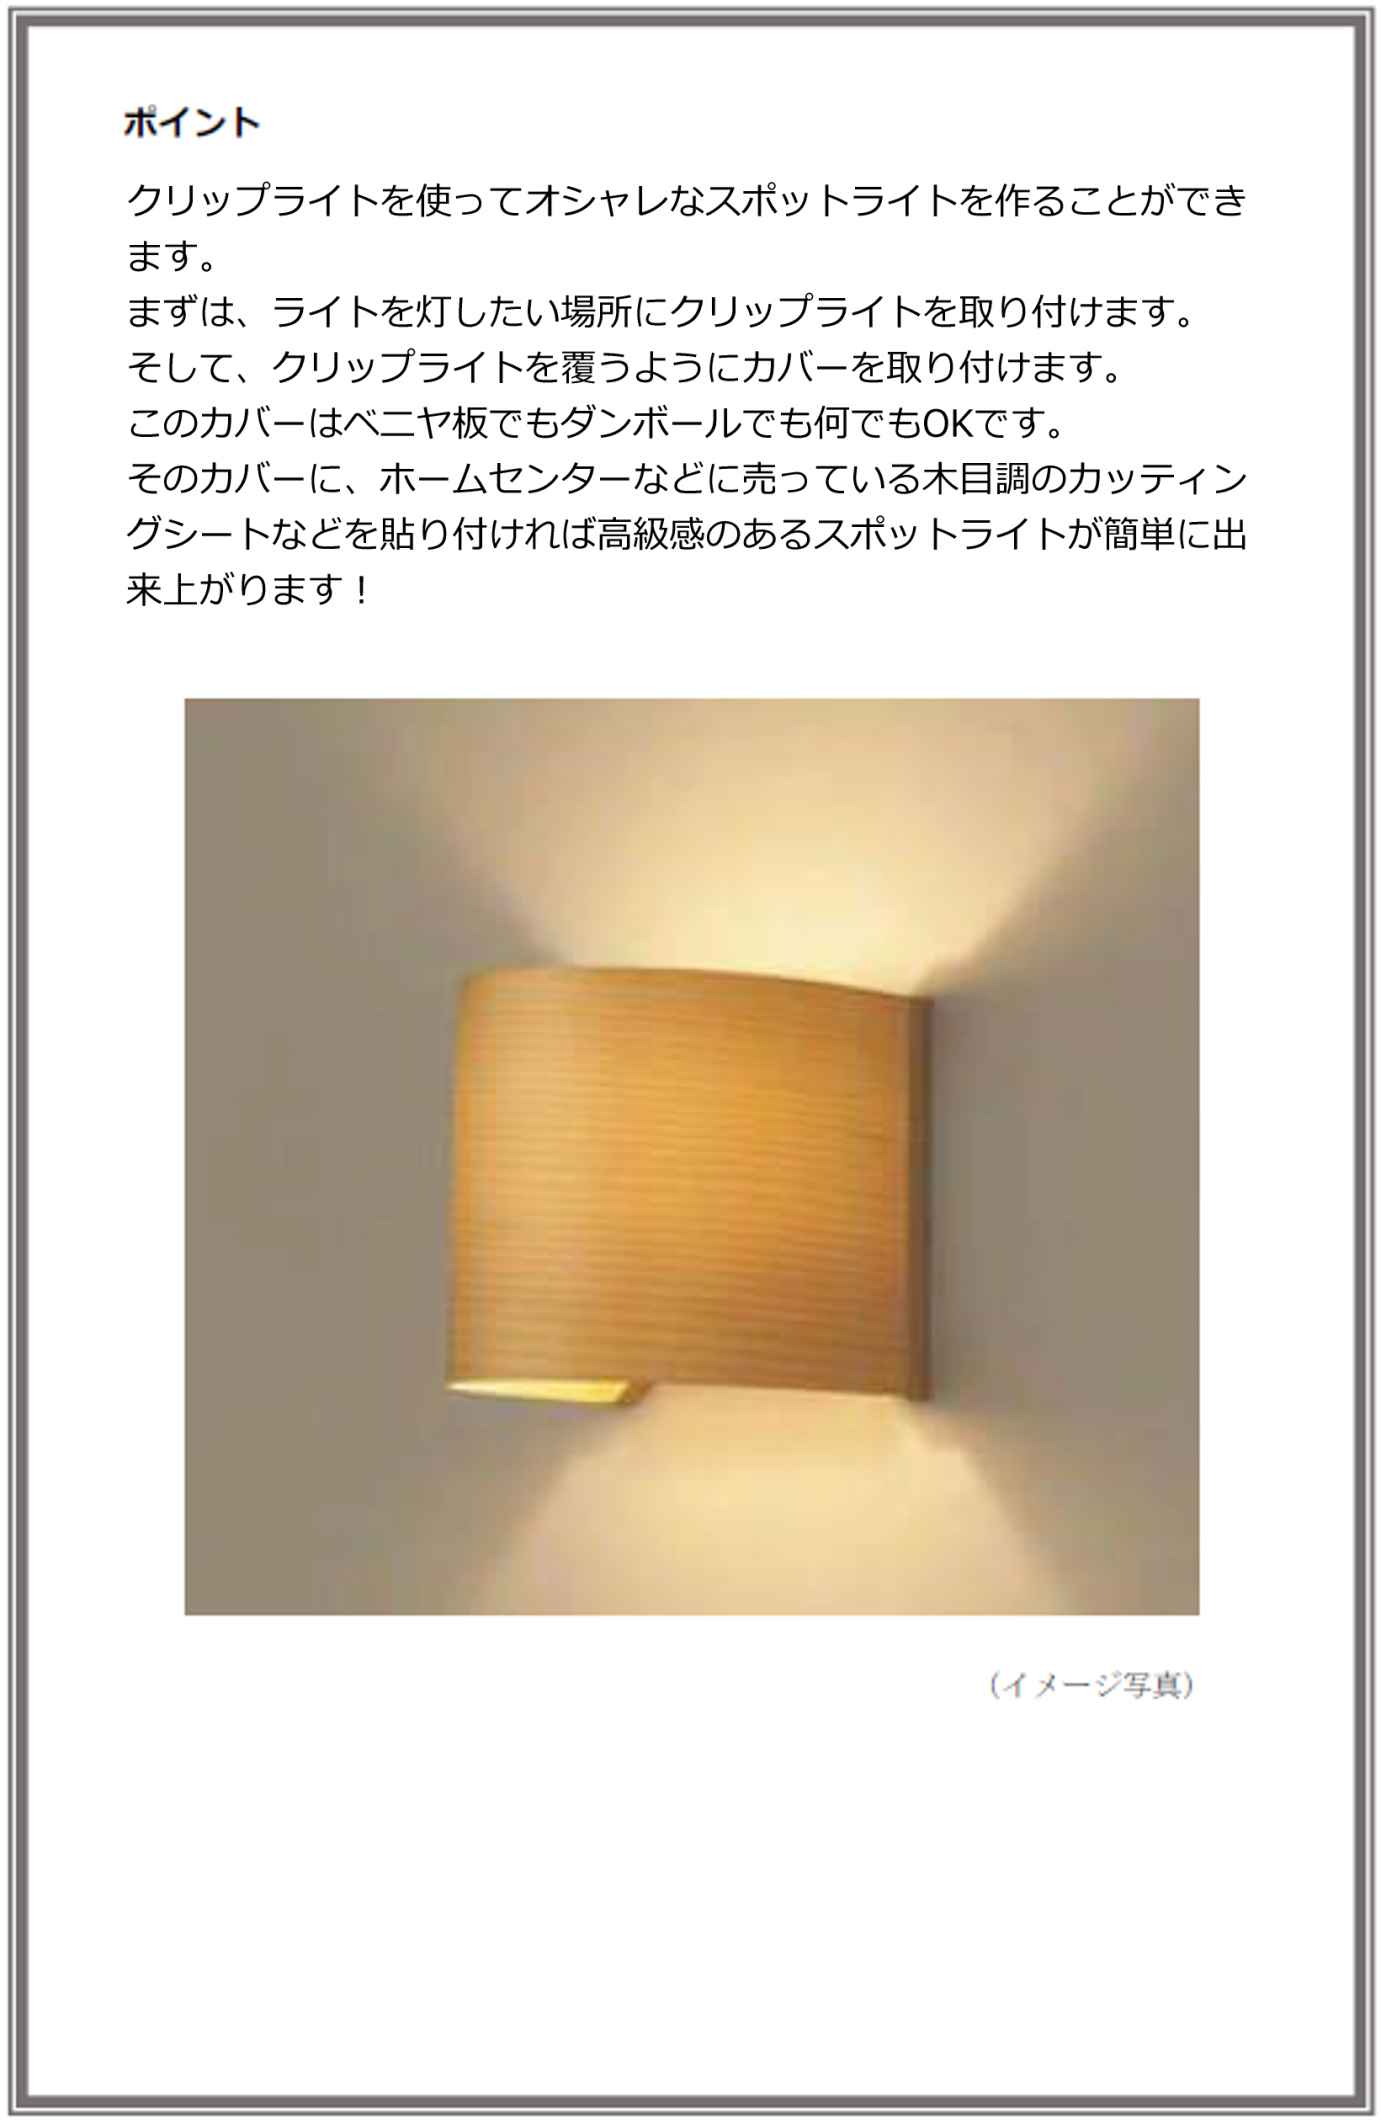 ポイント
クリップライトを使ってオシャレなスポットライトを作ることができ
ます。
まずは、ライトを灯したい場所にクリップライトを取り付けます。
そして、クリップライトを覆うようにカバーを取り付けます。
このカバーはベニヤ板でもダンボールでも何でもOKです。
そのカバーに、ホームセンターなどに売っている木目調のカッティン
グシートなどを貼り付ければ高級感のあるスポットライトが簡単に出
来上がります！
（イメージ写真）